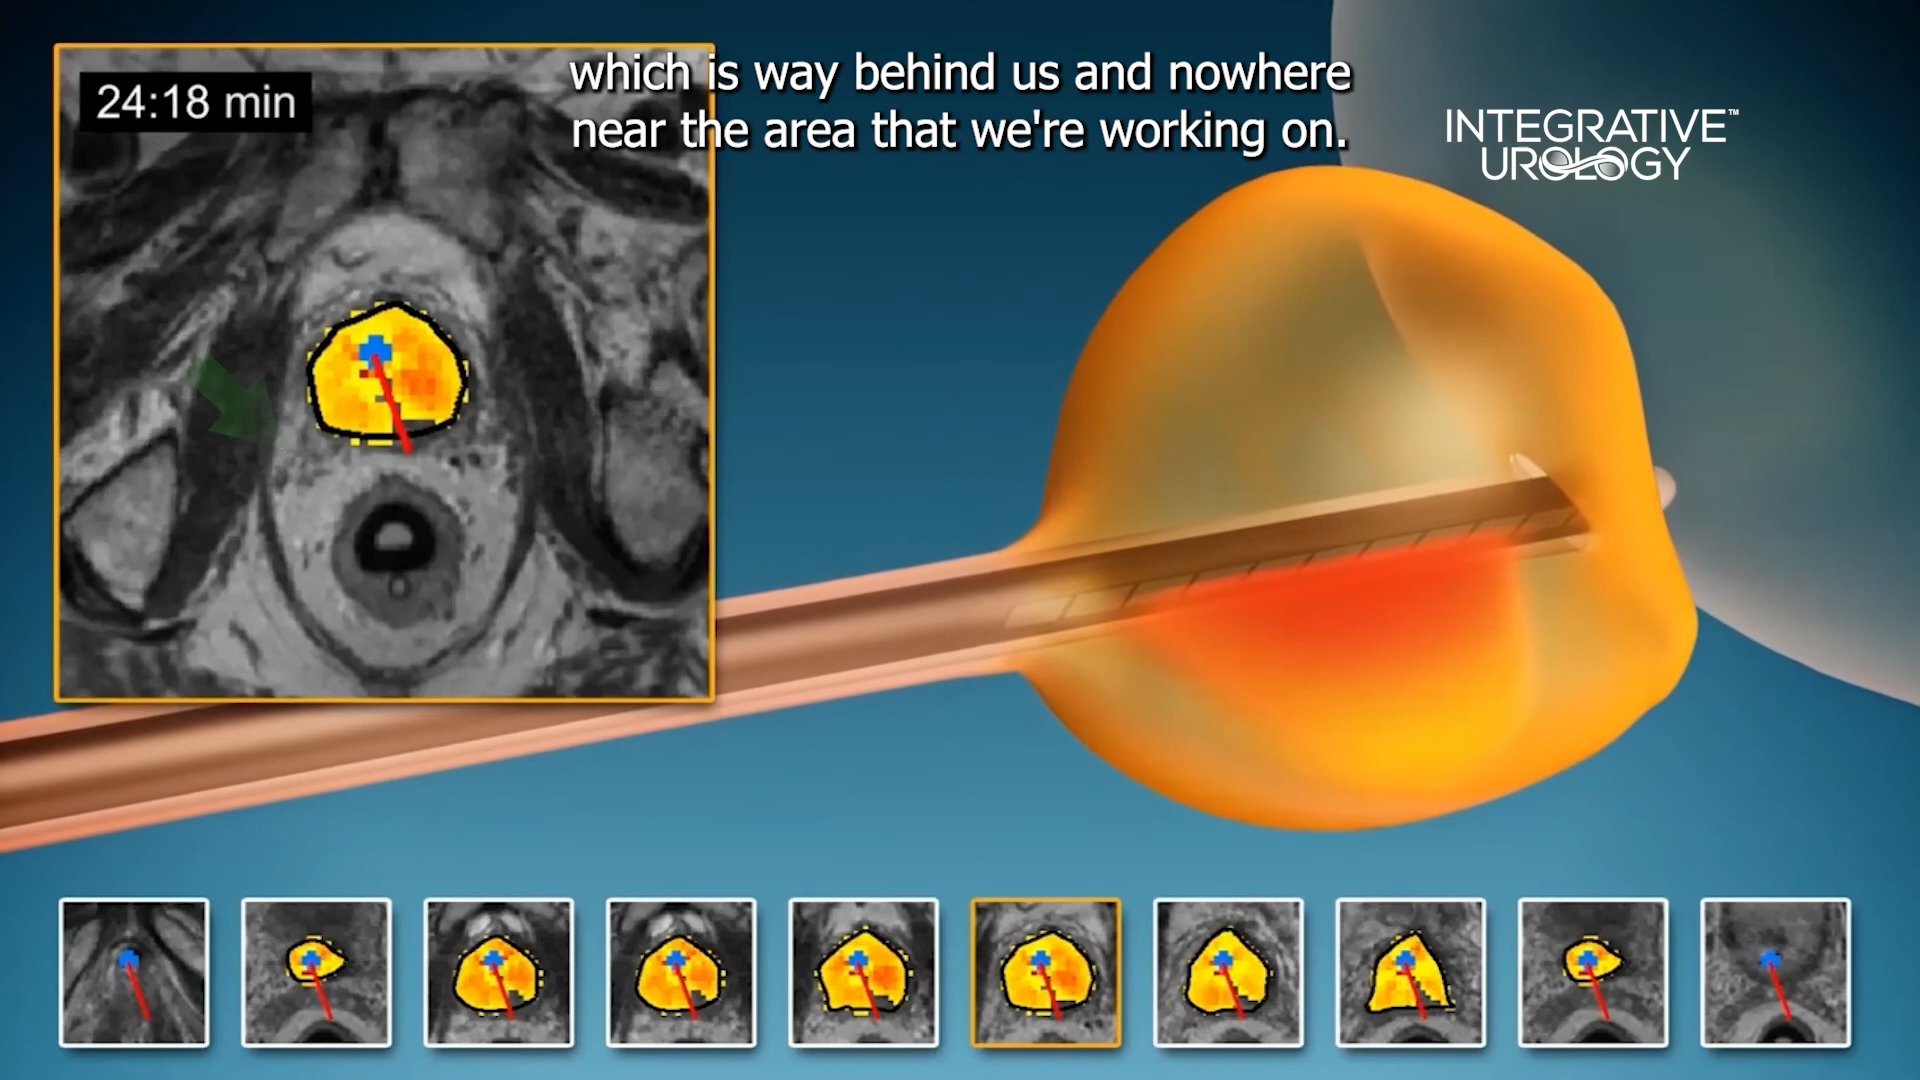 which is way behind us and nowhere
near the area that we're working on.
24:18 min
INTEGRATIVE™
UROLOGY